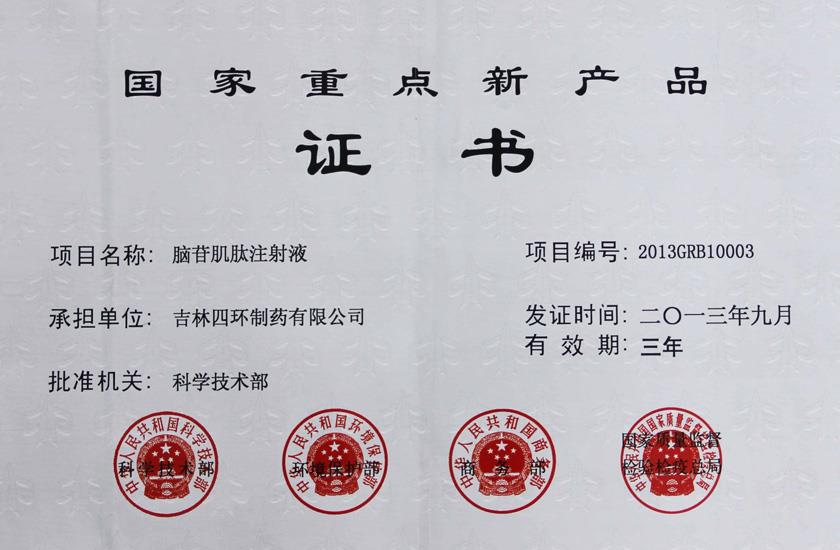 国家重点新产品
证书
项目名称：脑苷肌肽注射液
项目编号：2013GRB10003
承担单位：吉林四环制药有限公司
发证时间：二〇一三年九月
有效期：三年
批准机关：科学技术部
中华人民共和国科学技术部
科学技术部
中华人民共和国环境保护部
环境保护部
中华人民共和国商务部
商务部
国家质量监督
检验检疫总局